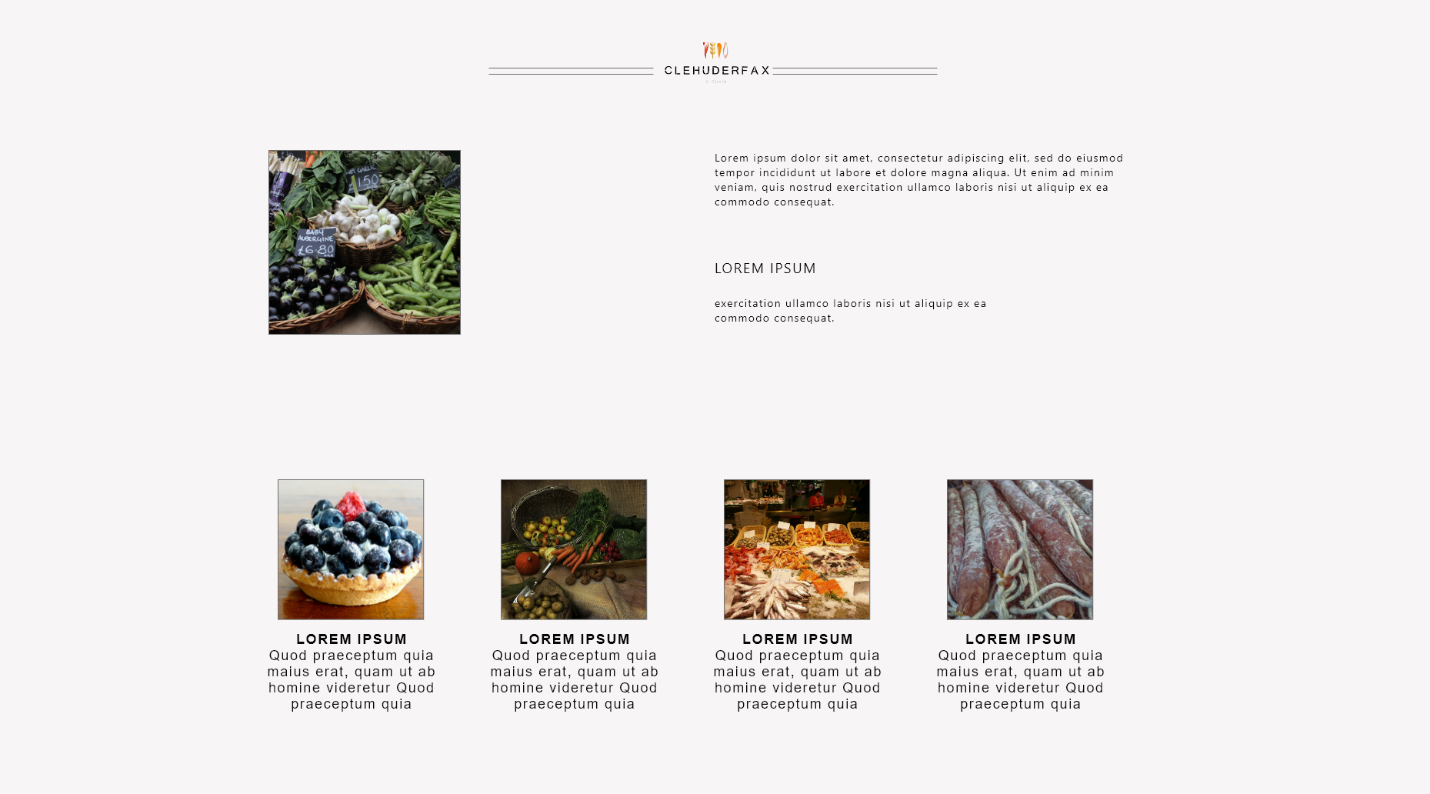 CLEHUDERFAX
150
BABY
AUBERGINE
£6.80
Lorem ipsum dolor sit amet, consectetur adipiscing elit, sed do eiusmod
tempor incididunt ut labore et dolore magna aliqua. Ut enim ad minim
veniam, quis nostrud exercitation ullamco laboris nisi ut aliquip ex ea
commodo consequat.
LOREM IPSUM
exercitation ullamco laboris nisi ut aliquip ex ea
commodo consequat.
LOREM IPSUM
Quod praeceptum quia
maius erat, quam ut ab
homine videretur Quod
praeceptum quia
LOREM IPSUM
Quod praeceptum quia
maius erat, quam ut ab
homine videretur Quod
praeceptum quia
LOREM IPSUM
Quod praeceptum quia
maius erat, quam ut ab
homine videretur Quod
praeceptum quia
LOREM IPSUM
Quod praeceptum quia
maius erat, quam ut ab
homine videretur Quod
praeceptum quia